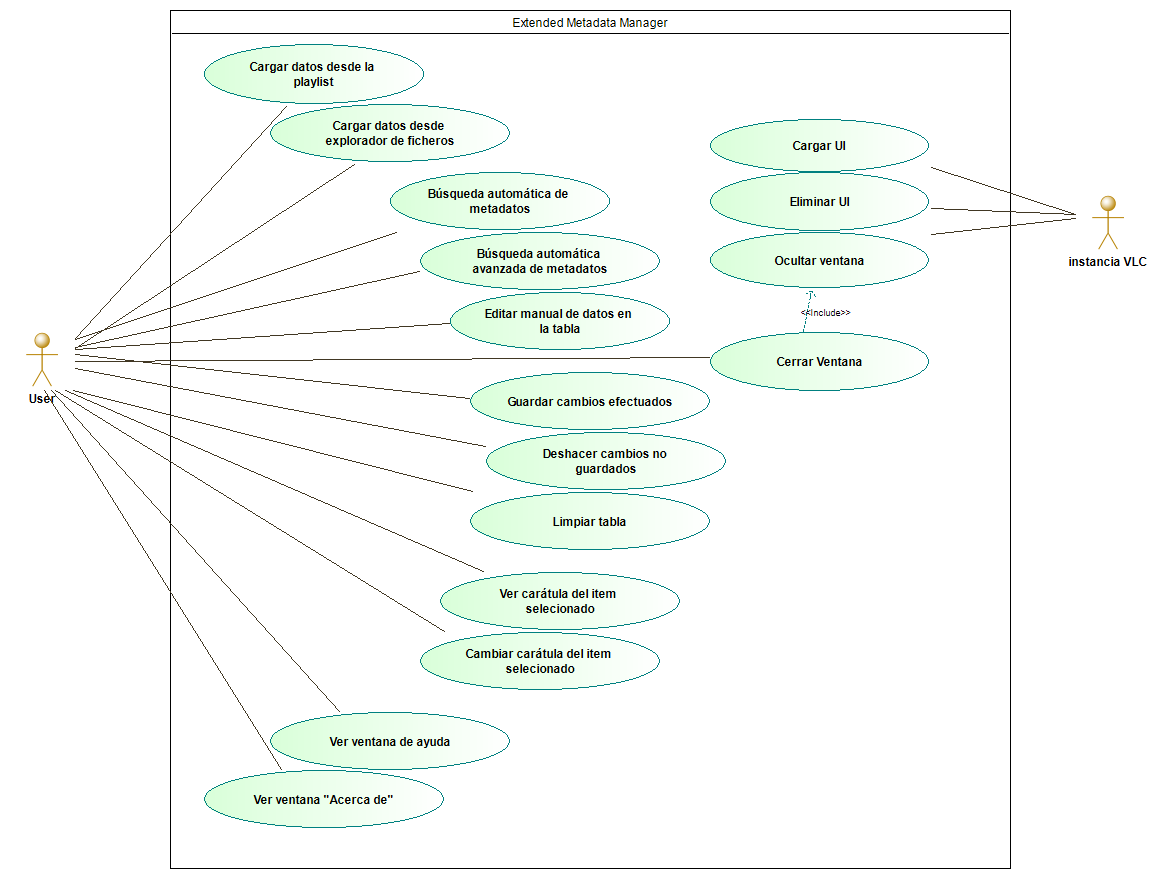 Extended Metadata Manager
Cargar datos desde la
playlist
Cargar datos desde
explorador de ficheros
Búsqueda automática de
metadatos
Búsqueda automática
avanzada de metadatos
Editar manual de datos en
la tabla
Guardar cambios efectuados
Deshacer cambios no
guardados
Limpiar tabla
Ver carátula del item
seleccionado
Cambiar carátula del item
seleccionado
Ver ventana de ayuda
Ver ventana "Acerca de"
Cargar UI
Eliminar UI
Ocultar ventana
<<Include>>
Cerrar Ventana
User
instancia VLC